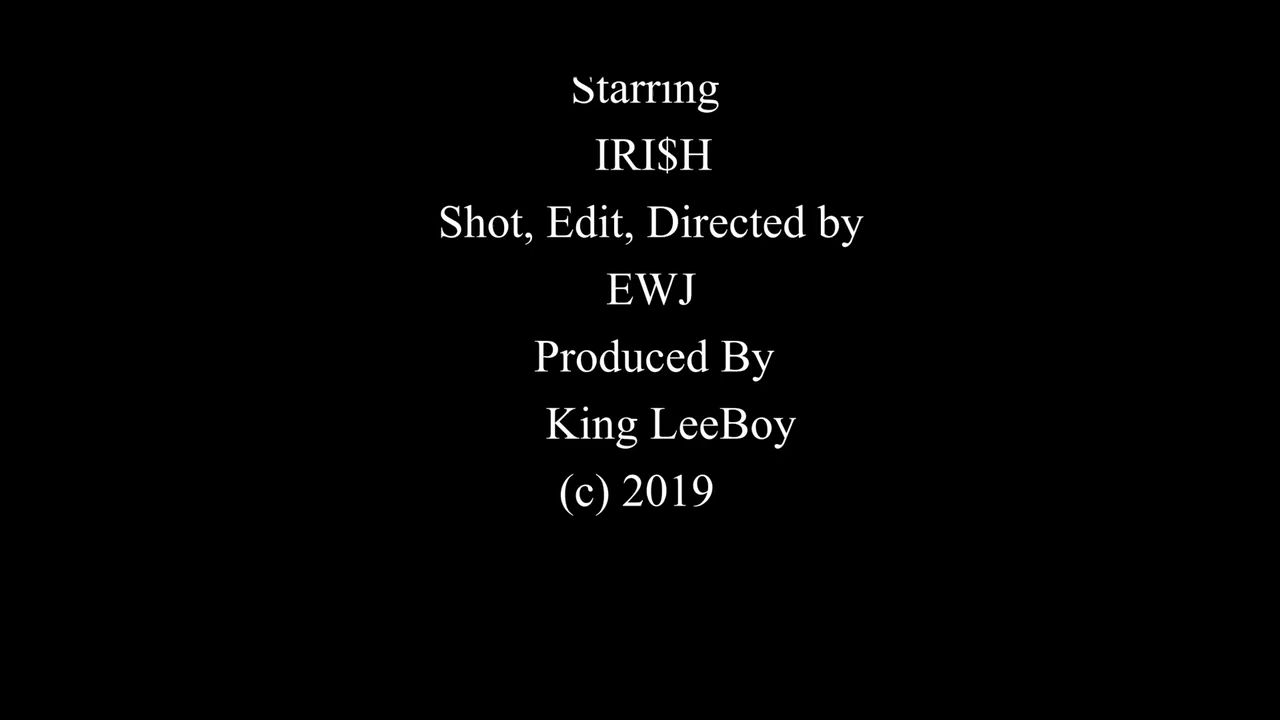 Starring
IRI$H
Shot, Edit, Directed by
EWJ
Produced By
King LeeBoy
(c) 2019